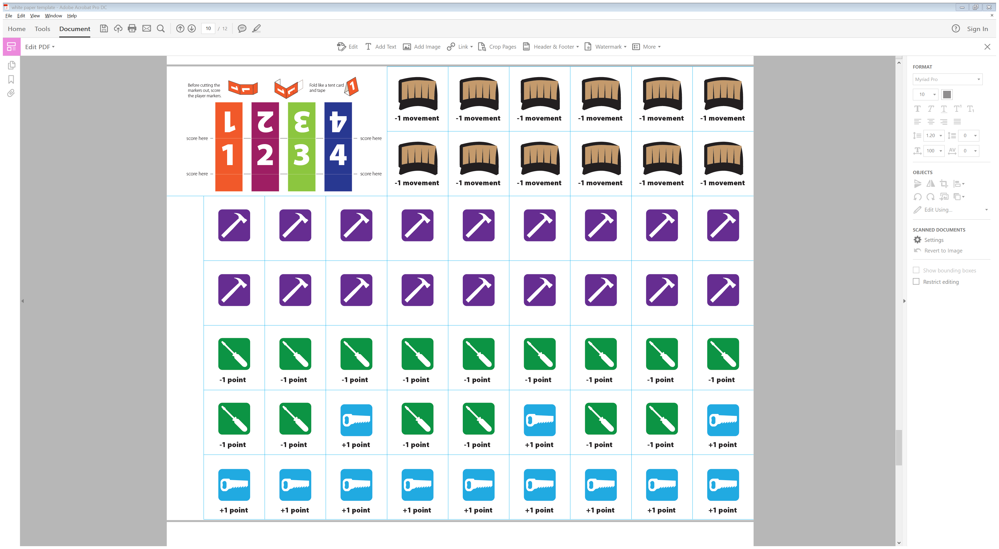 white paper template - Adobe Acrobat Pro DC
File Edit View Window Help
Home Tools Document 10 / 12 Sign In
Edit PDF Edit Add Text Add Image Link Crop Pages Header & Footer Watermark More
Before cutting the
markers out, score
the player markers.
1 1
1 1
Fold like a tent card
and tape
1
1 2 3 4
score here score here
1 2 3 4
score here score here
-1 movement -1 movement -1 movement -1 movement -1 movement -1 movement
-1 movement -1 movement -1 movement -1 movement -1 movement -1 movement
-1 point -1 point -1 point -1 point -1 point -1 point -1 point -1 point -1 point
-1 point -1 point +1 point -1 point -1 point +1 point -1 point -1 point +1 point
+1 point +1 point +1 point +1 point +1 point +1 point +1 point +1 point +1 point
FORMAT
Myriad Pro
10
T T T T1 T1
1.20 0
T 100 AV 0
OBJECTS
Edit Using...
SCANNED DOCUMENTS
Settings
Revert to Image
Show bounding boxes
Restrict editing